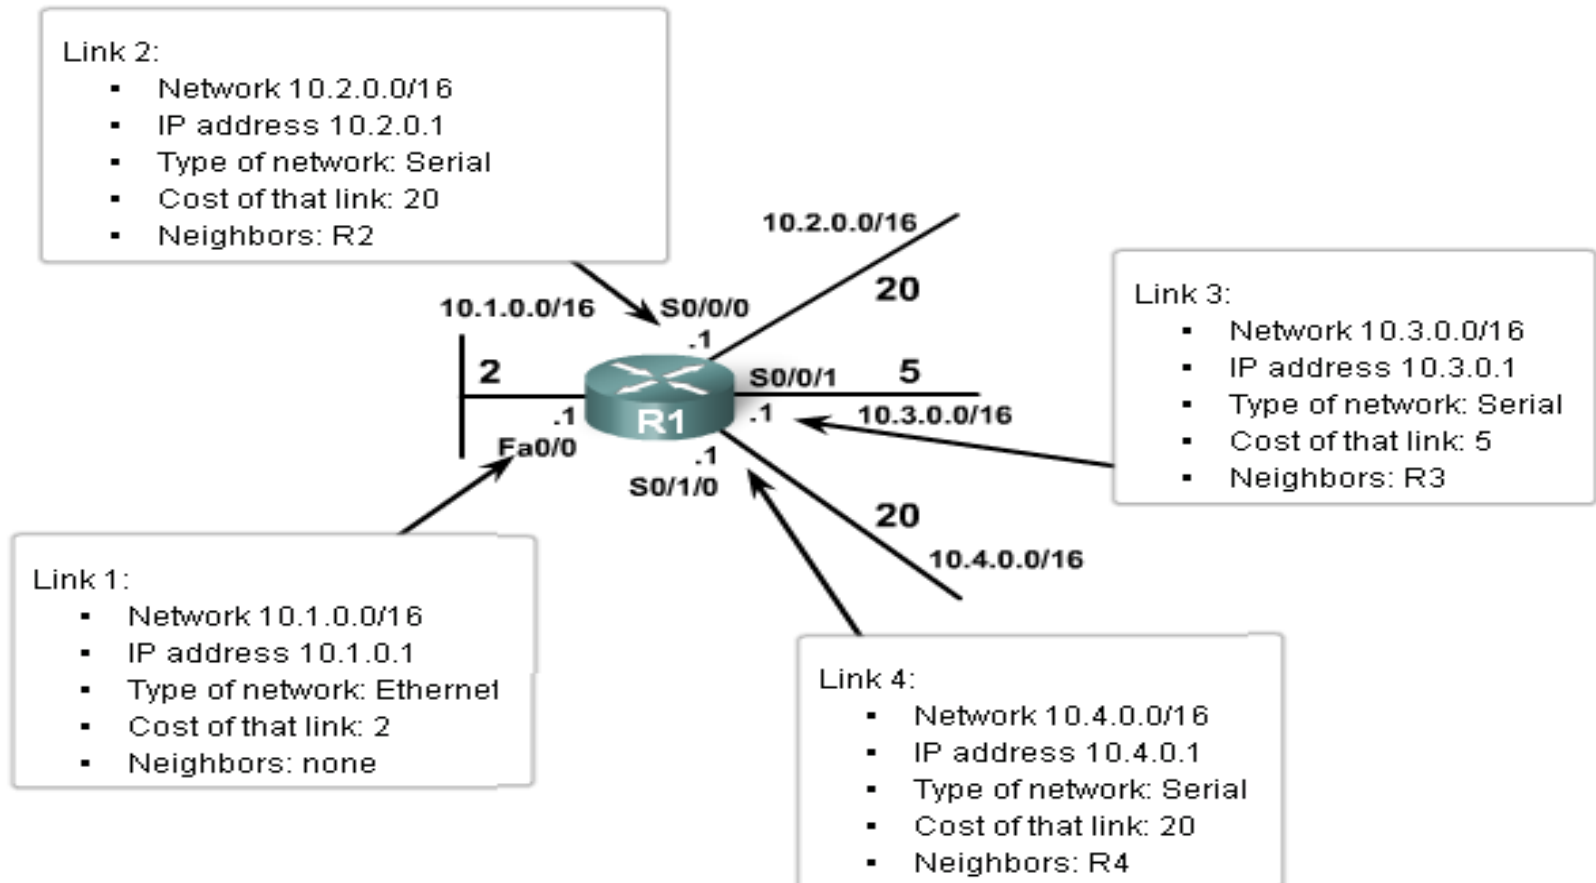 Link 2:
▪ Network 10.2.0.0/16
▪ IP address 10.2.0.1
▪ Type of network: Serial
▪ Cost of that link: 20
▪ Neighbors: R2
10.2.0.0/16
20
10.1.0.0/16
S0/0/0
.1
2
S0/0/1
5
.1
R1
.1
10.3.0.0/16
Fa0/0
.1
S0/1/0
20
10.4.0.0/16
Link 3:
▪ Network 10.3.0.0/16
▪ IP address 10.3.0.1
▪ Type of network: Serial
▪ Cost of that link: 5
▪ Neighbors: R3
Link 1:
▪ Network 10.1.0.0/16
▪ IP address 10.1.0.1
▪ Type of network: Ethernet
▪ Cost of that link: 2
▪ Neighbors: none
Link 4:
▪ Network 10.4.0.0/16
▪ IP address 10.4.0.1
▪ Type of network: Serial
▪ Cost of that link: 20
▪ Neighbors: R4